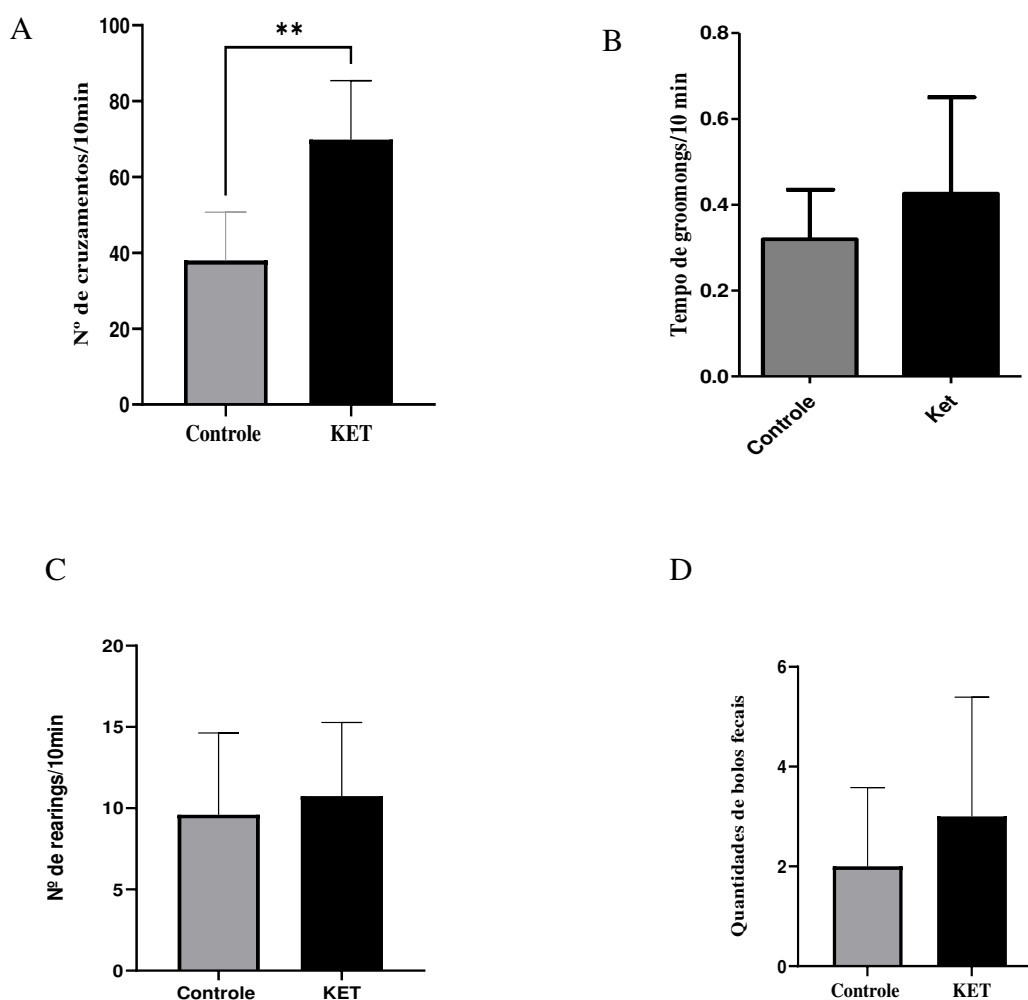 A
Nº de cruzamentos/10min
100
80
60
40
20
0
**
Controle
KET
B
Tempo de groomongs/10 min
0.8
0.6
0.4
0.2
0.0
Controle
Ket
C
Nº de rearings/10min
20
15
10
5
0
Controle
KET
D
Quantidades de bolos fecais
6
4
2
0
Controle
KET